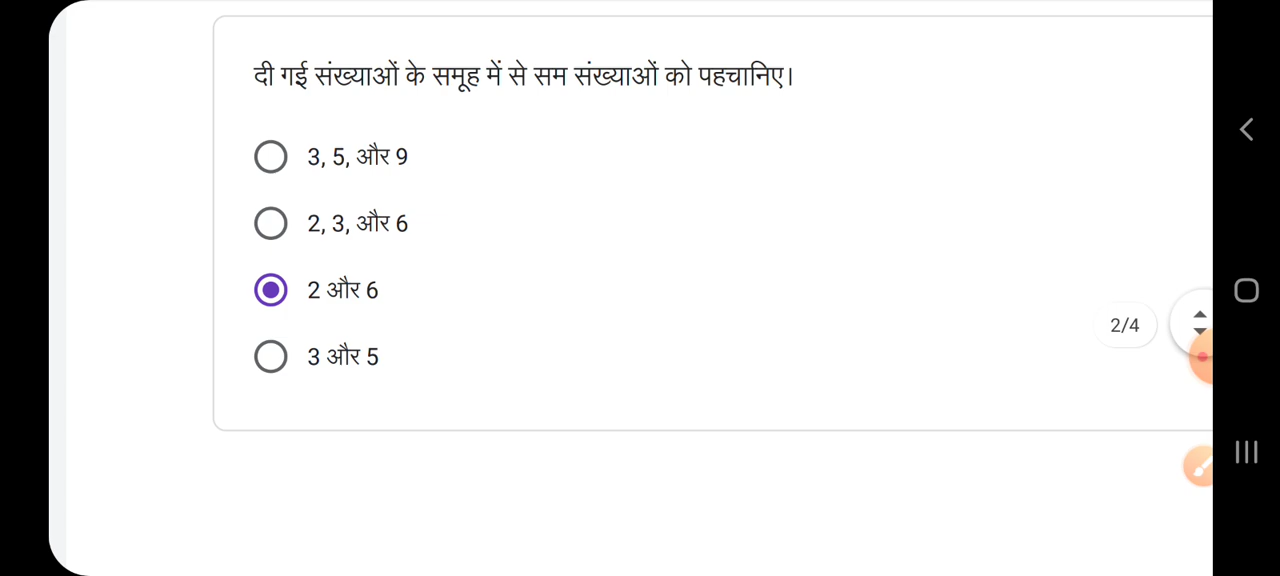 दी गई संख्याओं के समूह में से सम संख्याओं को पहचानिए।
3, 5, और 9
2, 3, और 6
2 और 6
2/4
3 और 5